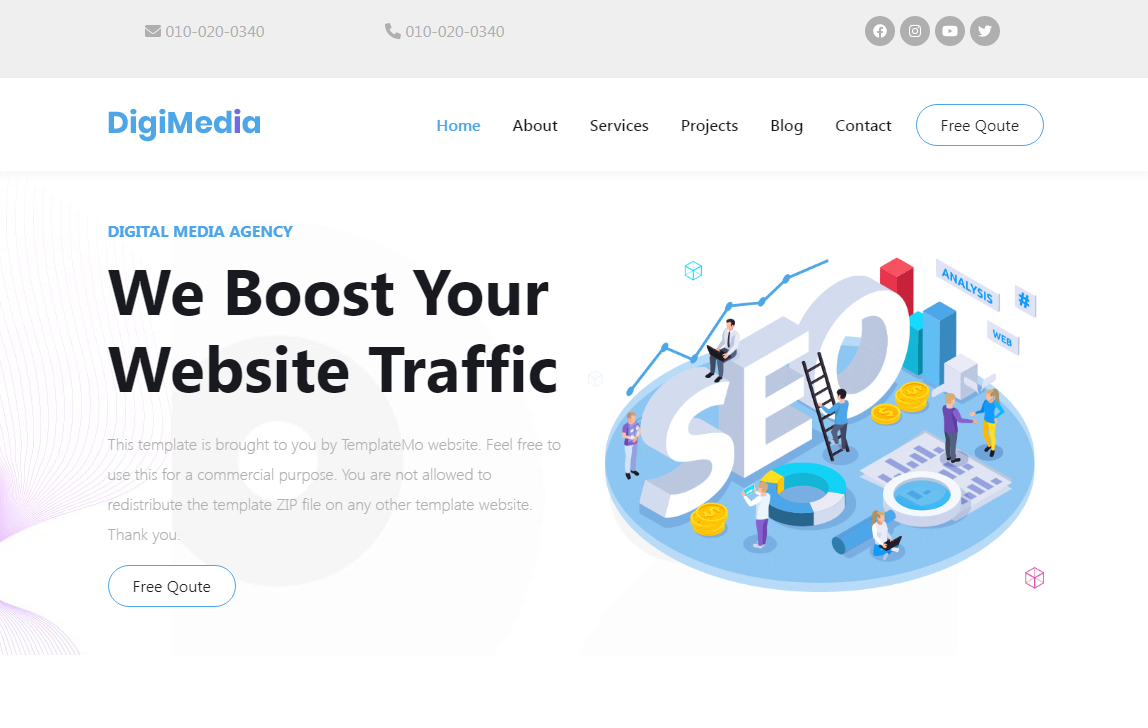 010-020-0340
010-020-0340
DigiMedia
Home
About
Services
Projects
Blog
Contact
Free Qoute
DIGITAL MEDIA AGENCY
We Boost Your
Website Traffic
This template is brought to you by TemplateMo website. Feel free to
use this for a commercial purpose. You are not allowed to
redistribute the template ZIP file on any other template website.
Thank you.
Free Qoute
ANALYSIS
#
WEB
SEO